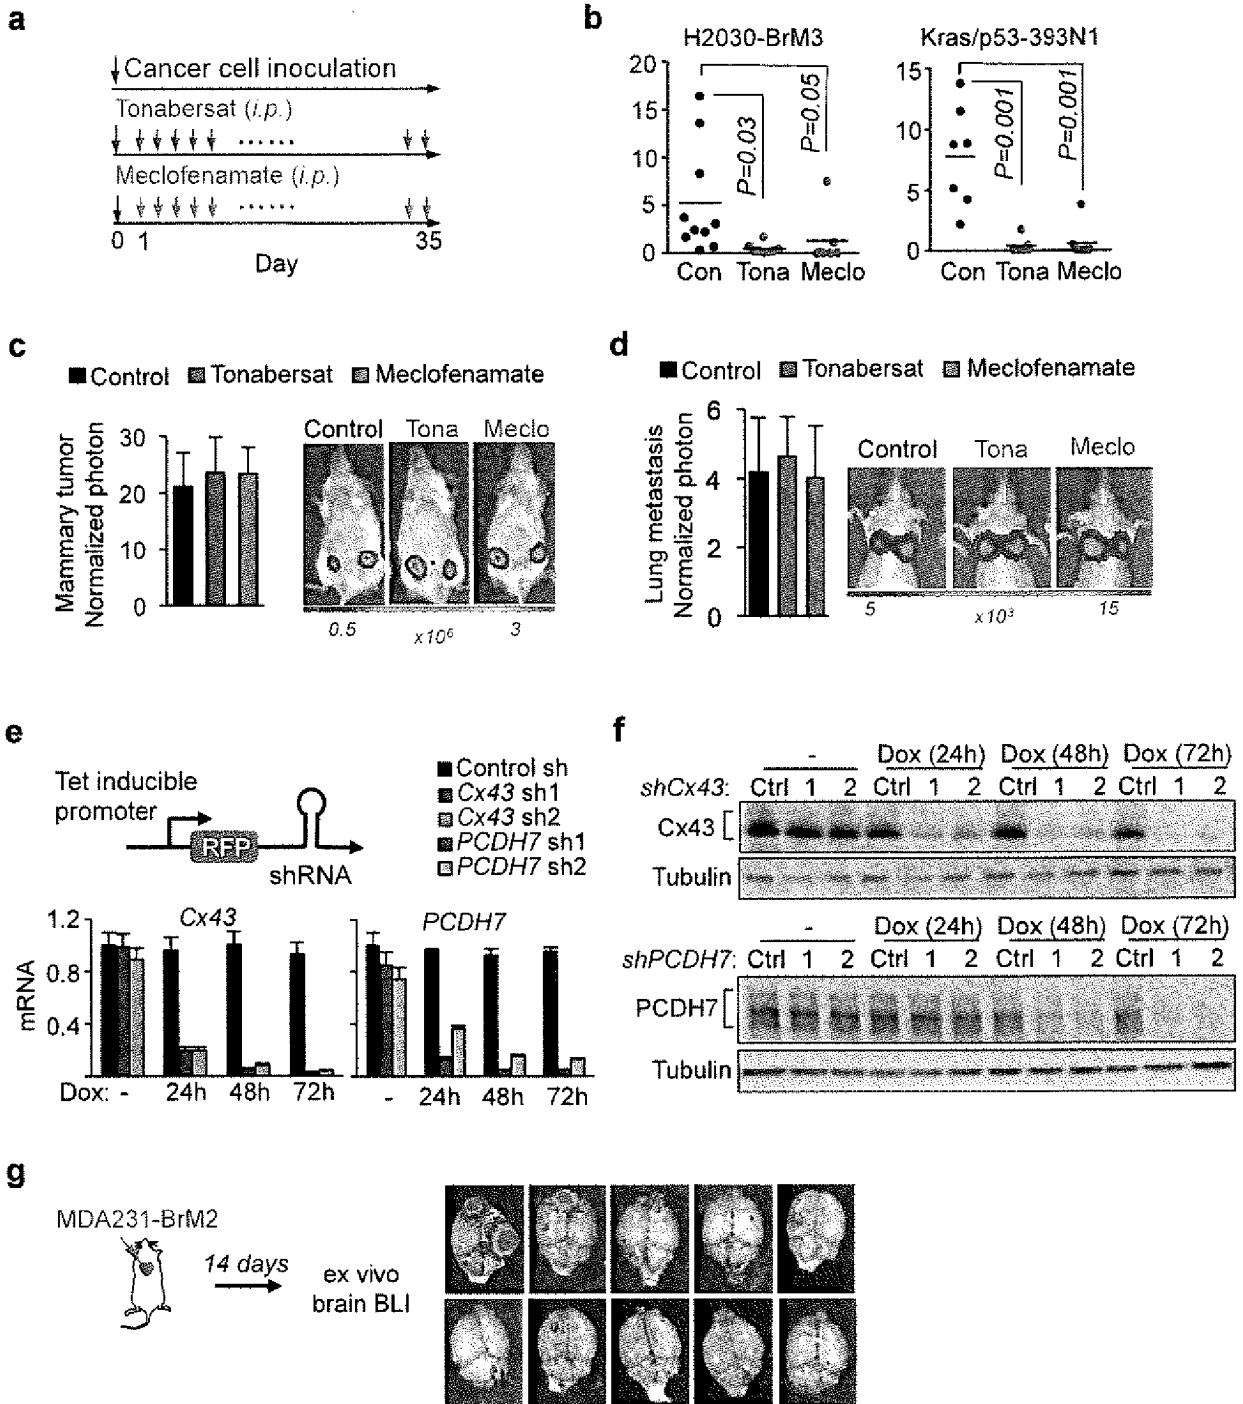 a
Cancer cell inoculation
Tonabersat (i.p.)
Meclofenamate (i.p.)
0 1 35
Day
b
H2030-BrM3
20
15
10
5
0
P=0.03
P=0.05
Con Tona Meclo
Kras/p53-393N1
15
10
5
0
P=0.001
P=0.001
Con Tona Meclo
c
Control Tonabersat Meclofenamate
Mammary tumor
Normalized photon
30
20
10
0
Control Tona Meclo
0.5 x10⁶ 3
d
Control Tonabersat Meclofenamate
Lung metastasis
Normalized photon
6
4
2
0
Control Tona Meclo
5 x10³ 15
e
Tet inducible
promoter
RFP
shRNA
Control sh
Cx43 sh1
Cx43 sh2
PCDH7 sh1
PCDH7 sh2
Cx43 PCDH7
mRNA
1.2
0.8
0.4
Dox: - 24h 48h 72h - 24h 48h 72h
f
- Dox (24h) Dox (48h) Dox (72h)
shCx43: Ctrl 1 2 Ctrl 1 2 Ctrl 1 2 Ctrl 1 2
Cx43
Tubulin
- Dox (24h) Dox (48h) Dox (72h)
shPCDH7: Ctrl 1 2 Ctrl 1 2 Ctrl 1 2 Ctrl 1 2
PCDH7
Tubulin
g
MDA231-BrM2
14 days
ex vivo
brain BLI